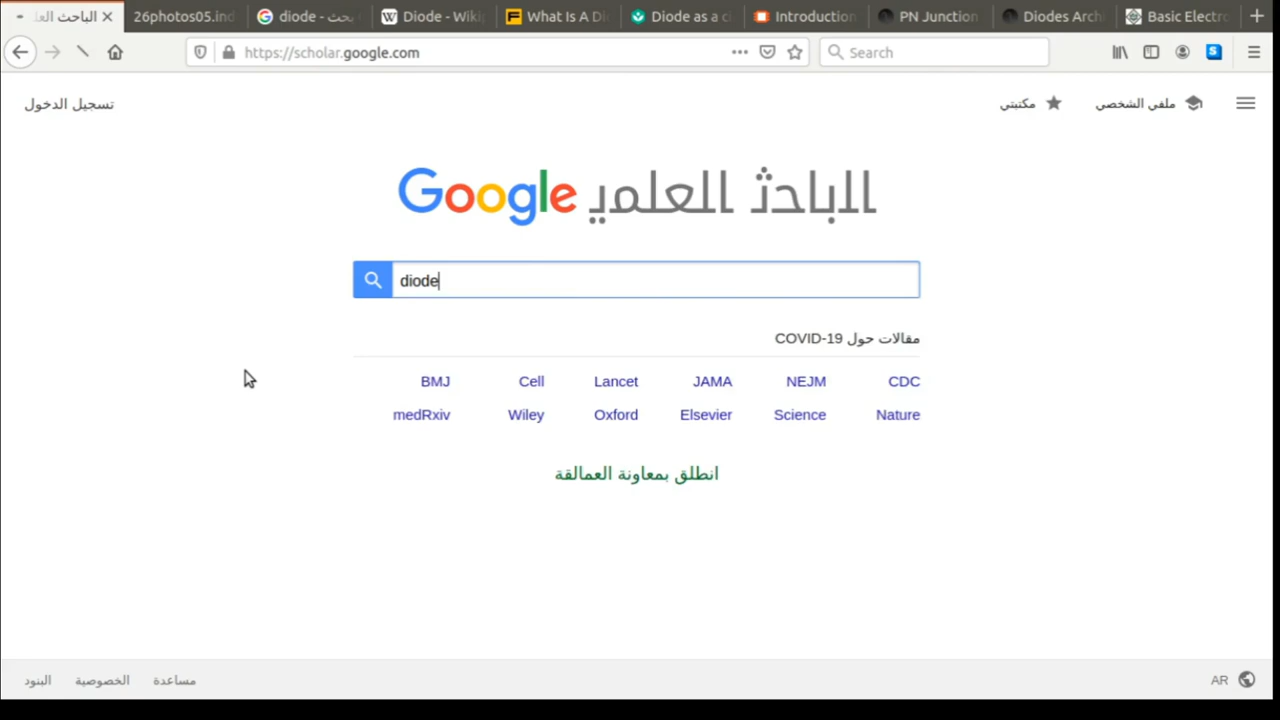 الباحث العل
26photos05.ind
diode - بحث
Diode - Wiki
What Is A Di
Diode as a ci
Introduction
PN Junction
Diodes Arch
Basic Electro
https://scholar.google.com
Search
تسجيل الدخول
مكتبتي
ملفي الشخصي
Google الباحث العلمي
diode
مقالات حول COVID-19
BMJ Cell Lancet JAMA NEJM CDC
medRxiv Wiley Oxford Elsevier Science Nature
انطلق بمعاونة العمالقة
البنود الخصوصية مساعدة
AR